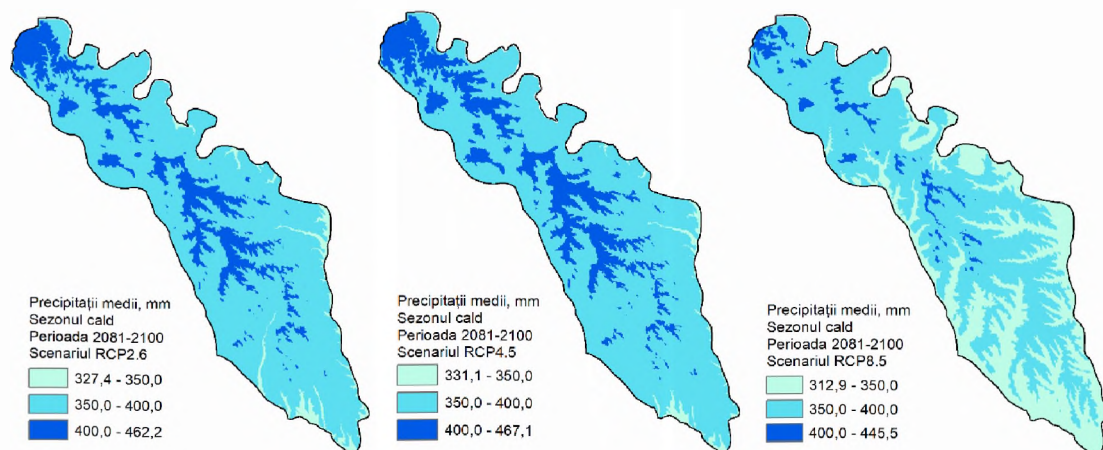 Precipitații medii, mm
Sezonul cald
Perioada 2081-2100
Scenariul RCP2.6
327,4 - 350,0
350,0 - 400,0
400,0 - 462,2
Precipitații medii, mm
Sezonul cald
Perioada 2081-2100
Scenariul RCP4.5
331,1 - 350,0
350,0 - 400,0
400,0 - 467,1
Precipitații medii, mm
Sezonul cald
Perioada 2081-2100
Scenariul RCP8.5
312,9 - 350,0
350,0 - 400,0
400,0 - 445,5